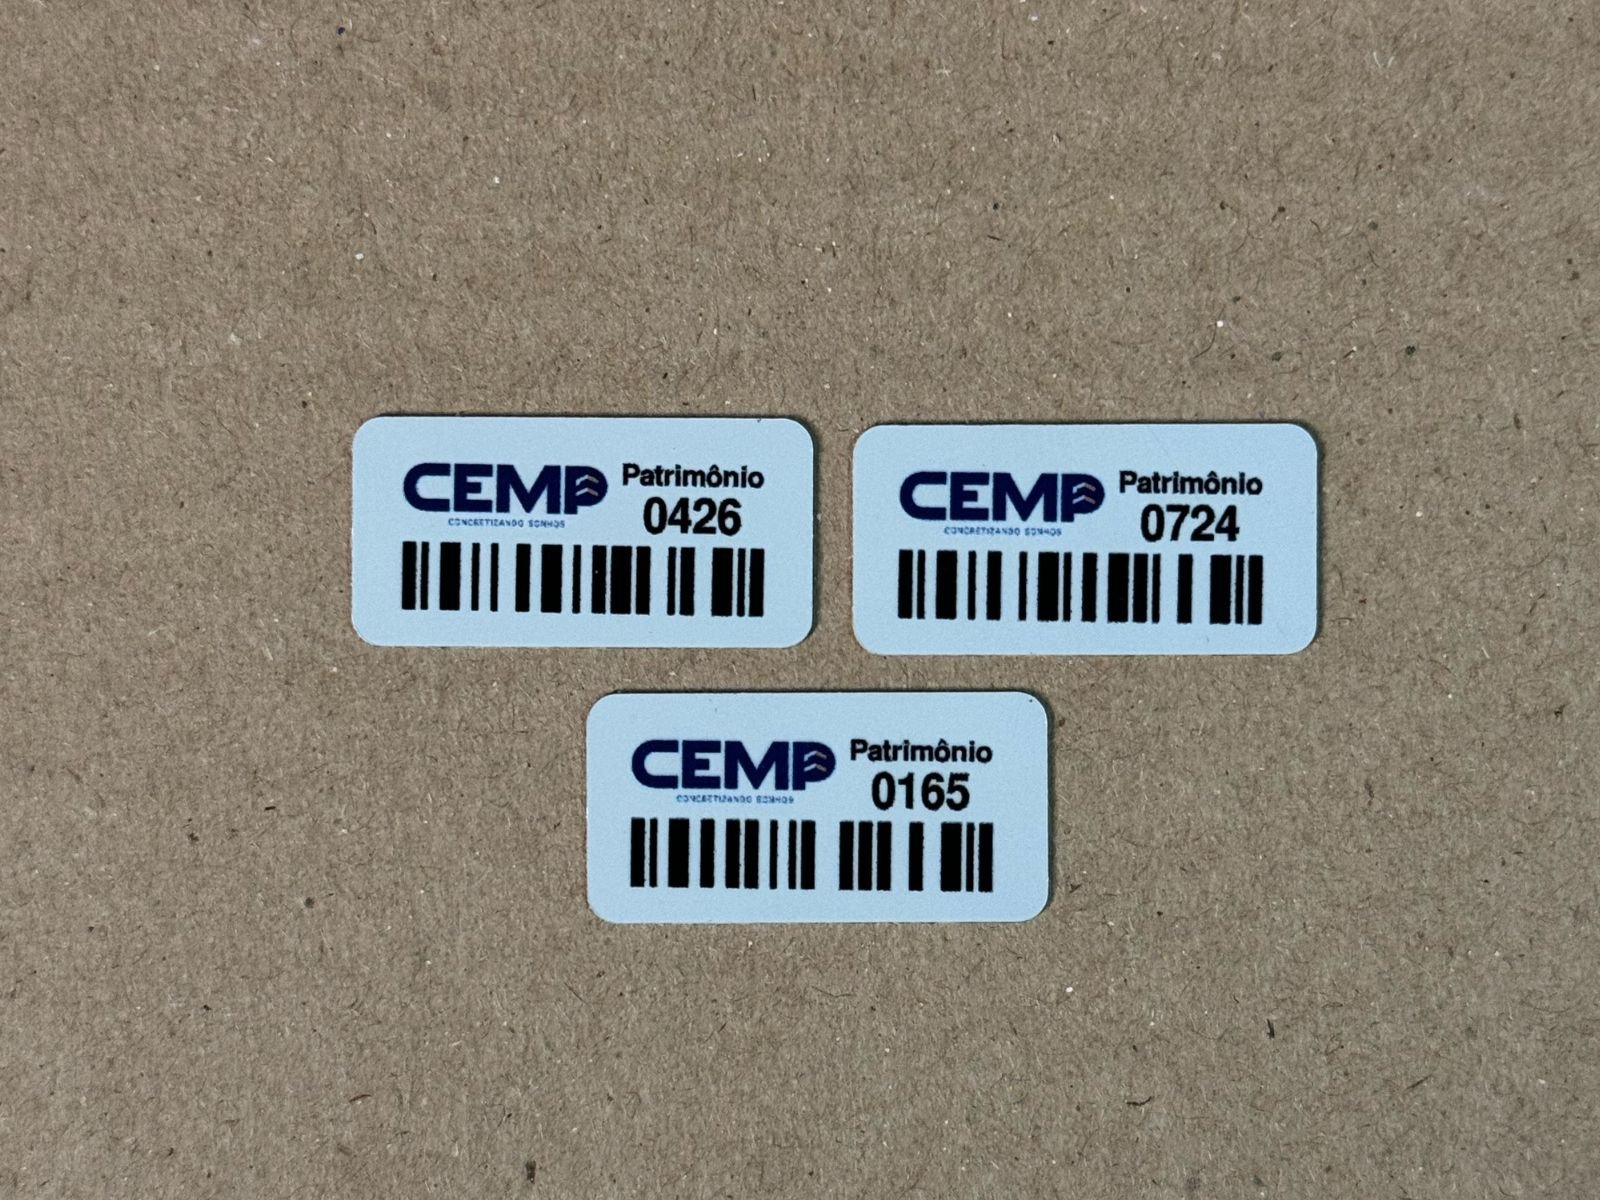 CEMP
CONCRETIZANDO SONHOS
Patrimônio
0426
CEMP
CONCRETIZANDO SONHOS
Patrimônio
0724
CEMP
CONCRETIZANDO SONHOS
Patrimônio
0165